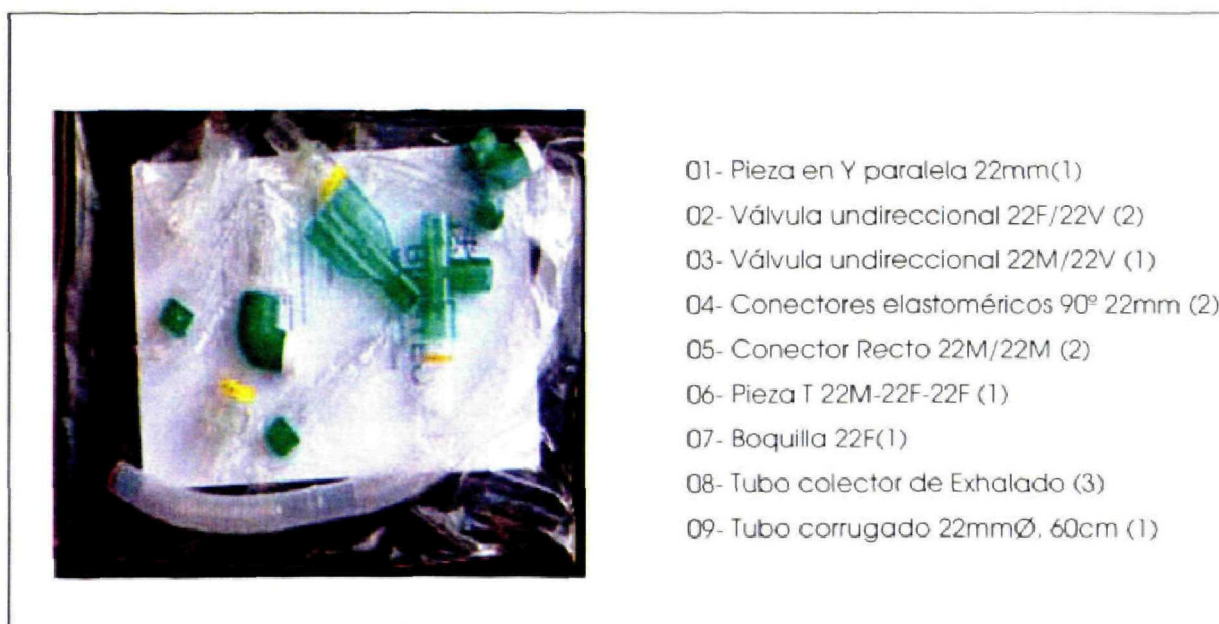 01- Pieza en Y paralela 22mm(1)
02- Válvula undireccional 22F/22V (2)
03- Válvula undireccional 22M/22V (1)
04- Conectores elastoméricos 90º 22mm (2)
05- Conector Recto 22M/22M (2)
06- Pieza T 22M-22F-22F (1)
07- Boquilla 22F(1)
08- Tubo colector de Exhalado (3)
09- Tubo corrugado 22mmØ, 60cm (1)